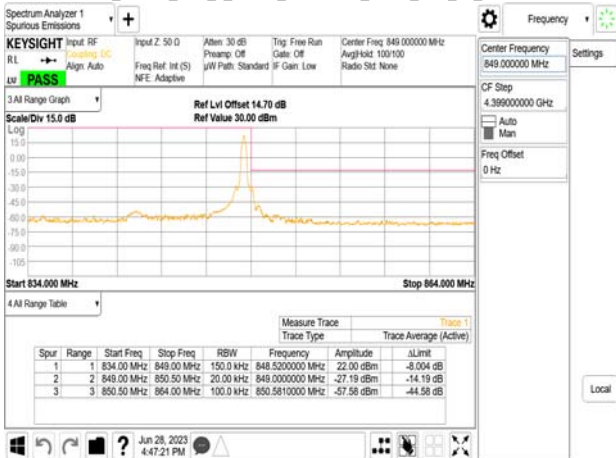 Spectrum Analyzer 1
Spurious Emissions
+
Frequency
KEYSIGHT
RL
LV PASS
Input: RF
Coupling: DC
Align: Auto
Input Z: 50 Ω
Freq Ref: Int (S)
NFE: Adaptive
Atten: 30 dB
Preamp: Off
µW Path: Standard
Trig: Free Run
Gate: Off
IF Gain: Low
Center Freq: 849.000000 MHz
Avg|Hold: 100/100
Radio Std: None
Center Frequency
849.000000 MHz
Settings
CF Step
4.399000000 GHz
Auto
Man
Freq Offset
0 Hz
Local
3 All Range Graph
Scale/Div 15.0 dB
Ref Lvl Offset 14.70 dB
Ref Value 30.00 dBm
Log
15.0
0.00
-15.0
-30.0
-45.0
-60.0
-75.0
-90.0
-105
Start 834.000 MHz
Stop 864.000 MHz
4 All Range Table
Measure Trace Trace 1
Trace Type Trace Average (Active)
Spur Range Start Freq Stop Freq RBW Frequency Amplitude ΔLimit
1 1 834.00 MHz 849.00 MHz 150.0 kHz 848.5200000 MHz 22.00 dBm -8.004 dB
2 2 849.00 MHz 850.50 MHz 20.00 kHz 849.0000000 MHz -27.19 dBm -14.19 dB
3 3 850.50 MHz 864.00 MHz 100.0 kHz 850.5810000 MHz -57.58 dBm -44.58 dB
?
Jun 28, 2023
4:47:21 PM